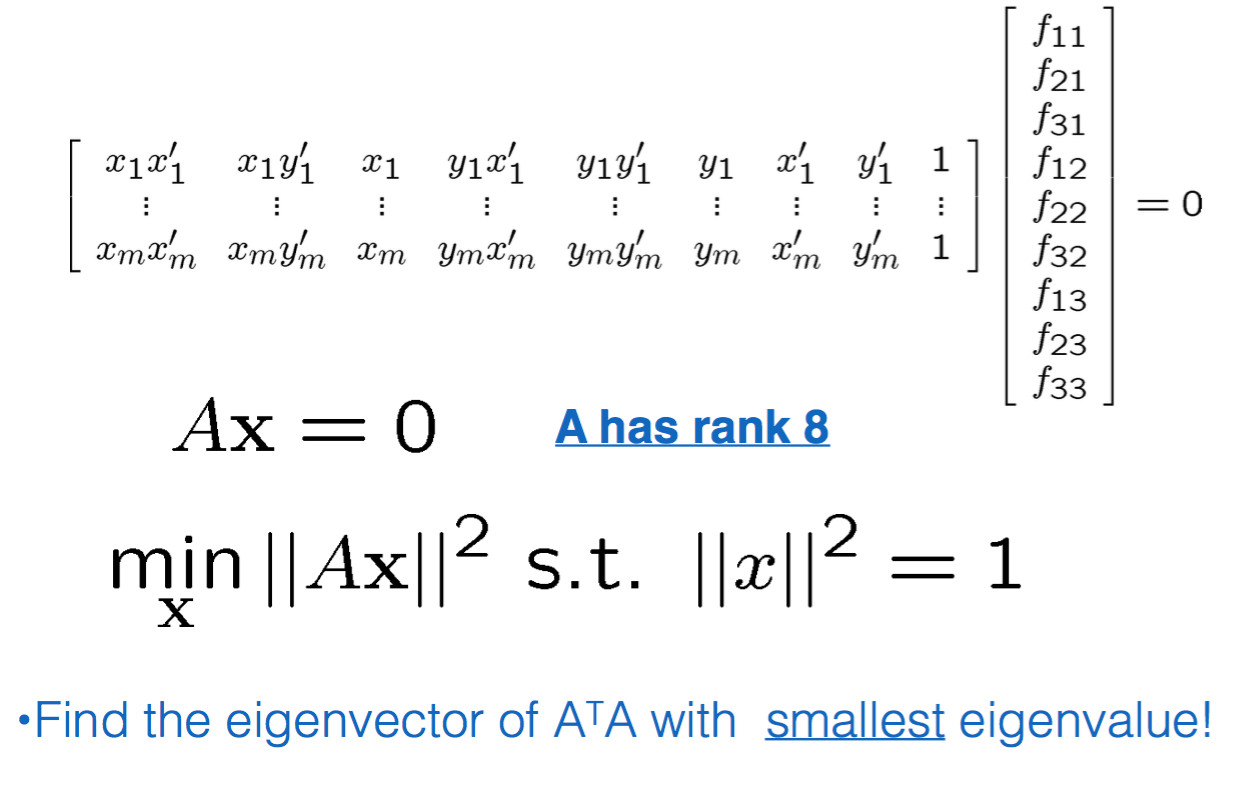 [ x₁x′₁ x₁y′₁ x₁ y₁x′₁ y₁y′₁ y₁ x′₁ y′₁ 1 ]
[ ⋮ ⋮ ⋮ ⋮ ⋮ ⋮ ⋮ ⋮ ⋮ ]
[ xₘx′ₘ xₘy′ₘ xₘ yₘx′ₘ yₘy′ₘ yₘ x′ₘ y′ₘ 1 ]
f₁₁
f₂₁
f₃₁
f₁₂
f₂₂
f₃₂
f₁₃
f₂₃
f₃₃
= 0
Ax = 0
A has rank 8
min ||Ax||² s.t. ||x||² = 1
x
•Find the eigenvector of AᵀA with smallest eigenvalue!